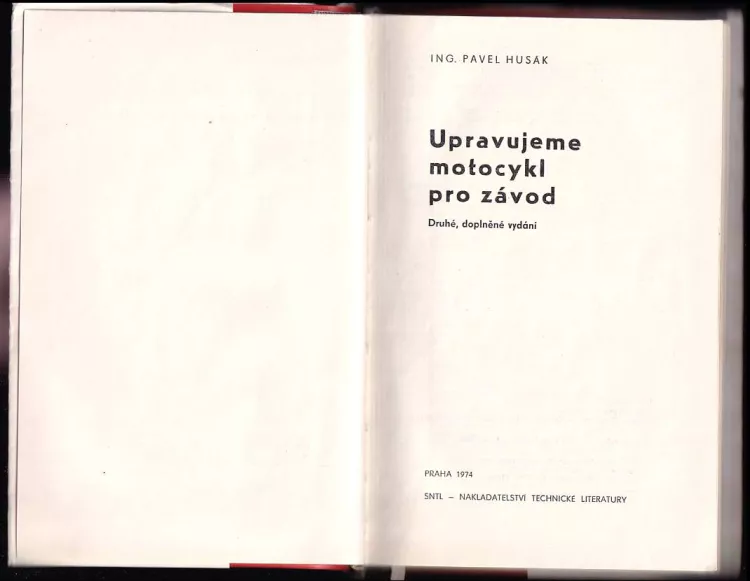 ING. PAVEL HUSÁK
Upravujeme
motocykl
pro závod
Druhé, doplněné vydání
PRAHA 1974
SNTL – NAKLADATELSTVÍ TECHNICKÉ LITERATURY